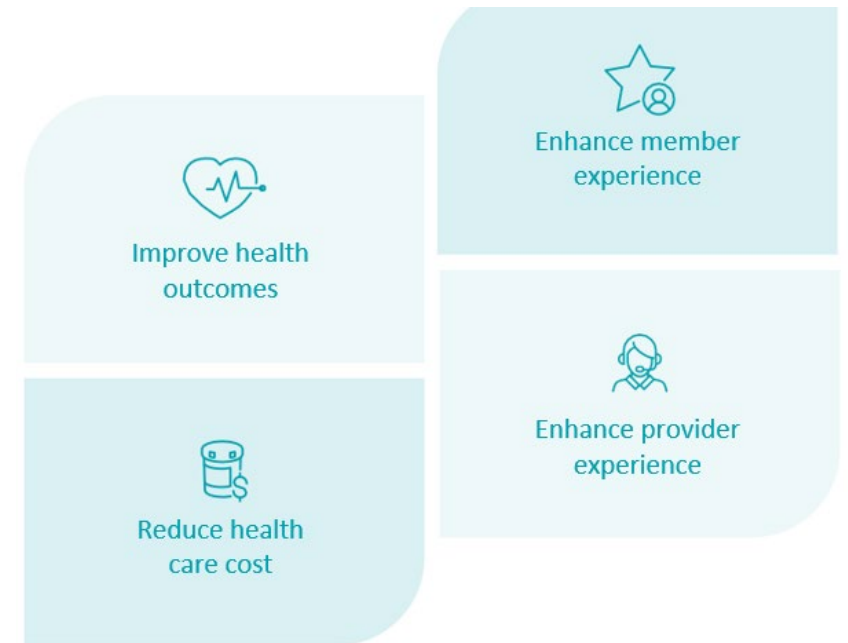 Improve health
outcomes
Enhance member
experience
Reduce health
care cost
Enhance provider
experience